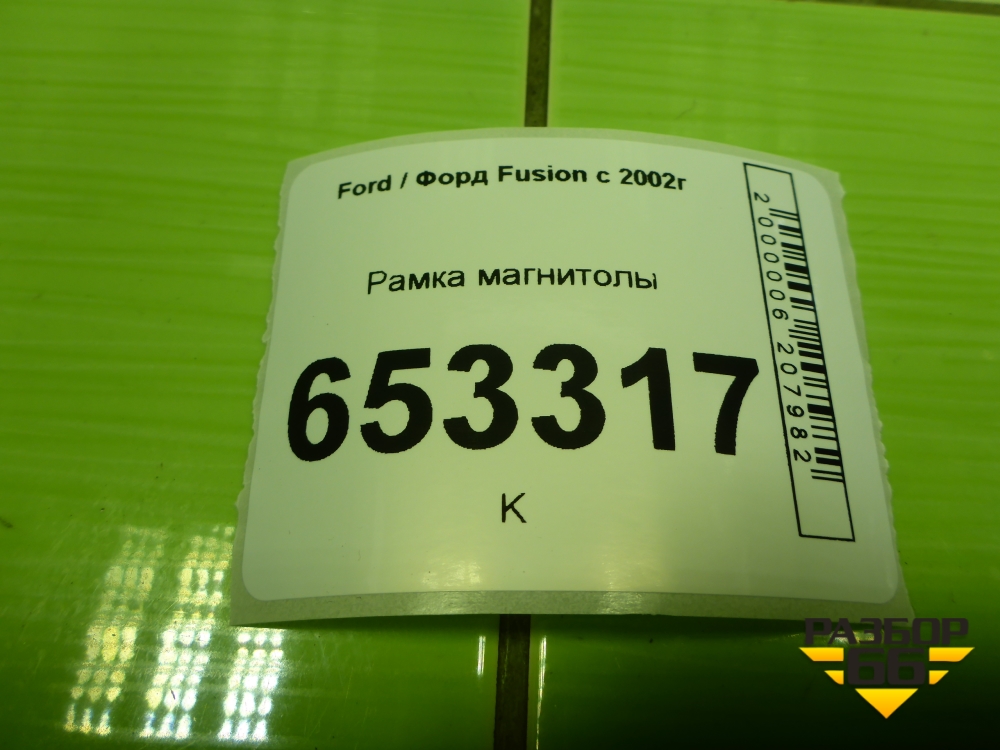 Ford / Форд Fusion с 2002г
Рамка магнитолы
653317
К
2000006207982
РАЗБОР
66